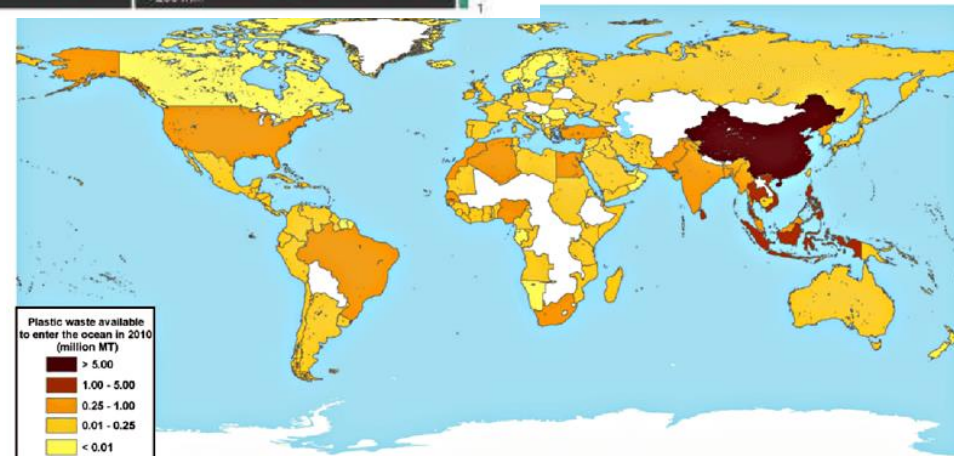 Plastic waste available
to enter the ocean in 2010
(million MT)
> 5.00
1.00 - 5.00
0.25 - 1.00
0.01 - 0.25
< 0.01